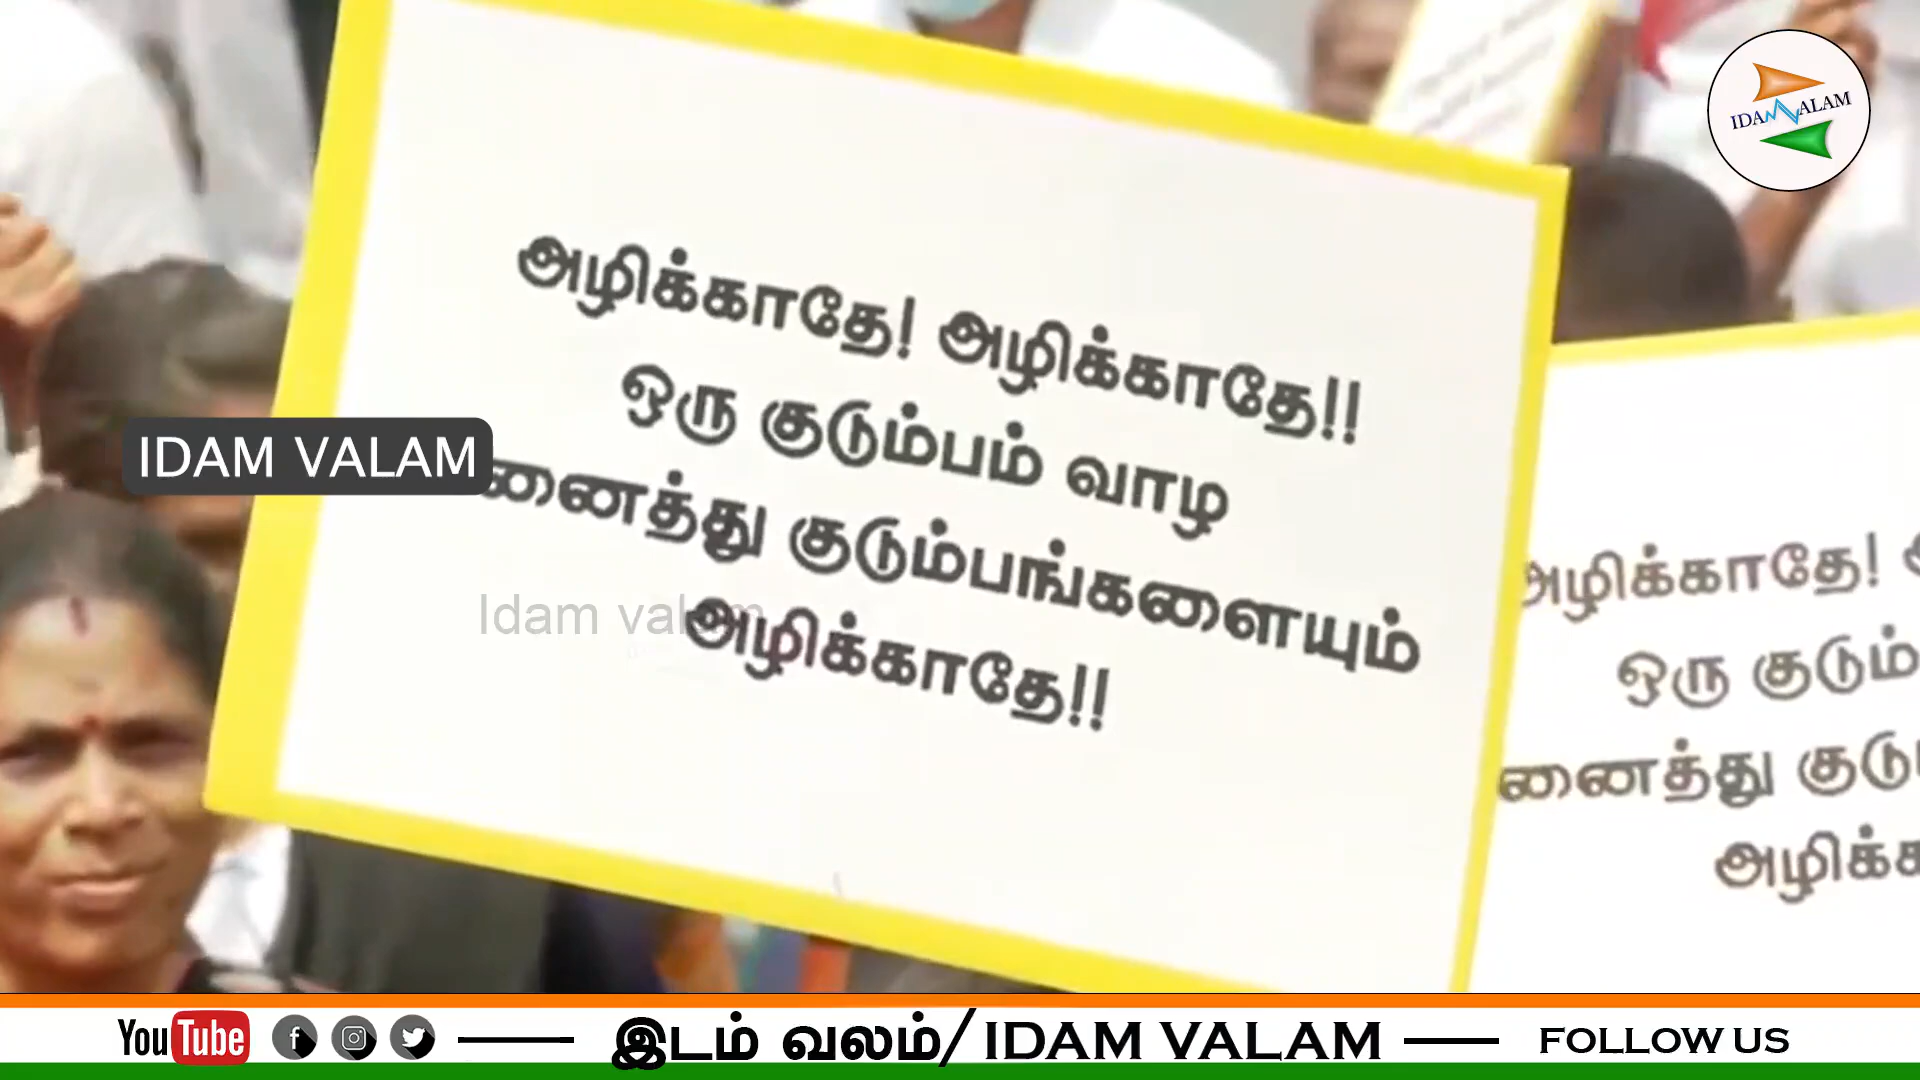 IDAM VALAM
அழிக்காதே! அழிக்காதே!!
ஒரு குடும்பம் வாழ
னைத்து குடும்பங்களையும்
அழிக்காதே!!
IDAM VALAM
Idam valam
அழிக்காதே!
ஒரு குடும்
னைத்து குடு
அழிக்க
YouTube
இடம் வலம்/ IDAM VALAM
FOLLOW US